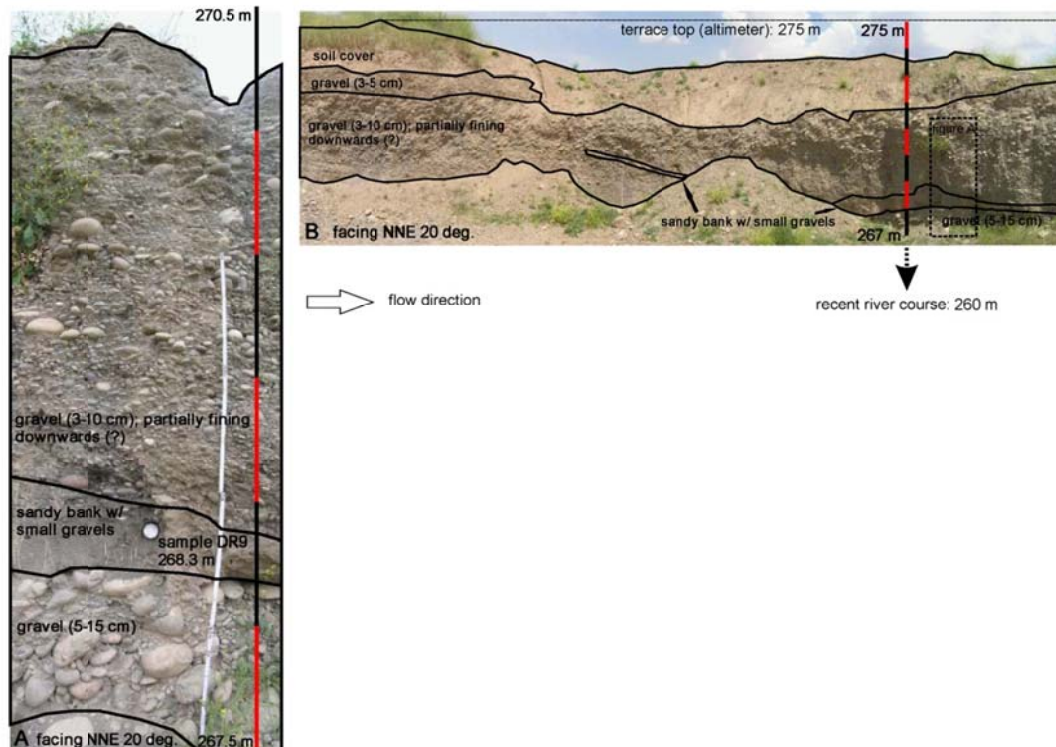 270.5 m
gravel (3-10 cm); partially fining
downwards (?)
sandy bank w/
small gravels
sample DR9
268.3 m
gravel (5-15 cm)
A facing NNE 20 deg.
267.5 m
terrace top (altimeter): 275 m
275 m
soil cover
gravel (3-5 cm)
gravel (3-10 cm); partially fining
downwards (?)
figure A
sandy bank w/ small gravels
gravel (5-15 cm)
B facing NNE 20 deg.
267 m
flow direction
recent river course: 260 m